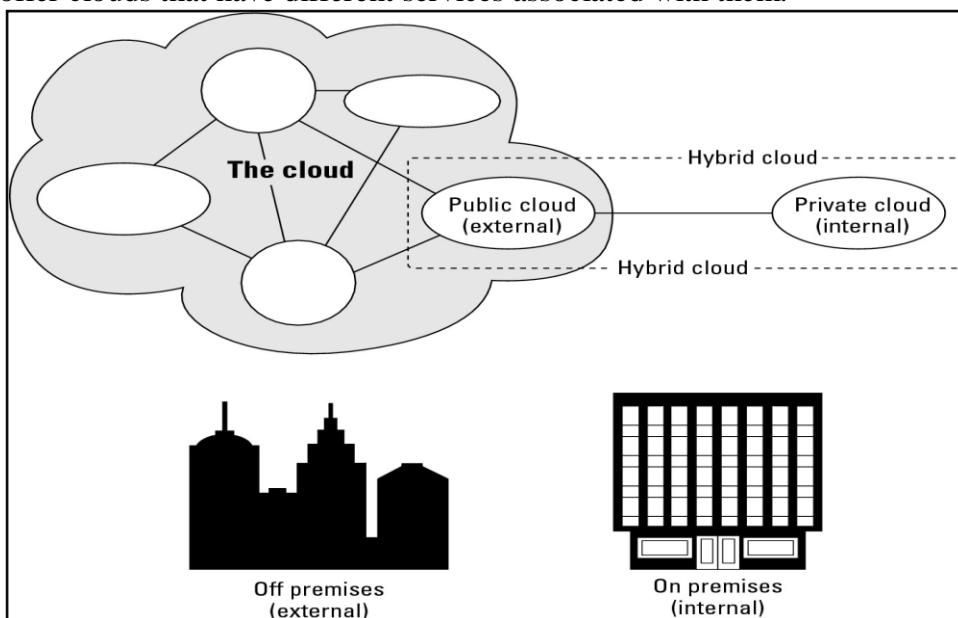 offer clouds that have different services associated with them.
The cloud
Hybrid cloud
Public cloud
(external)
Private cloud
(internal)
Hybrid cloud
Off premises
(external)
On premises
(internal)